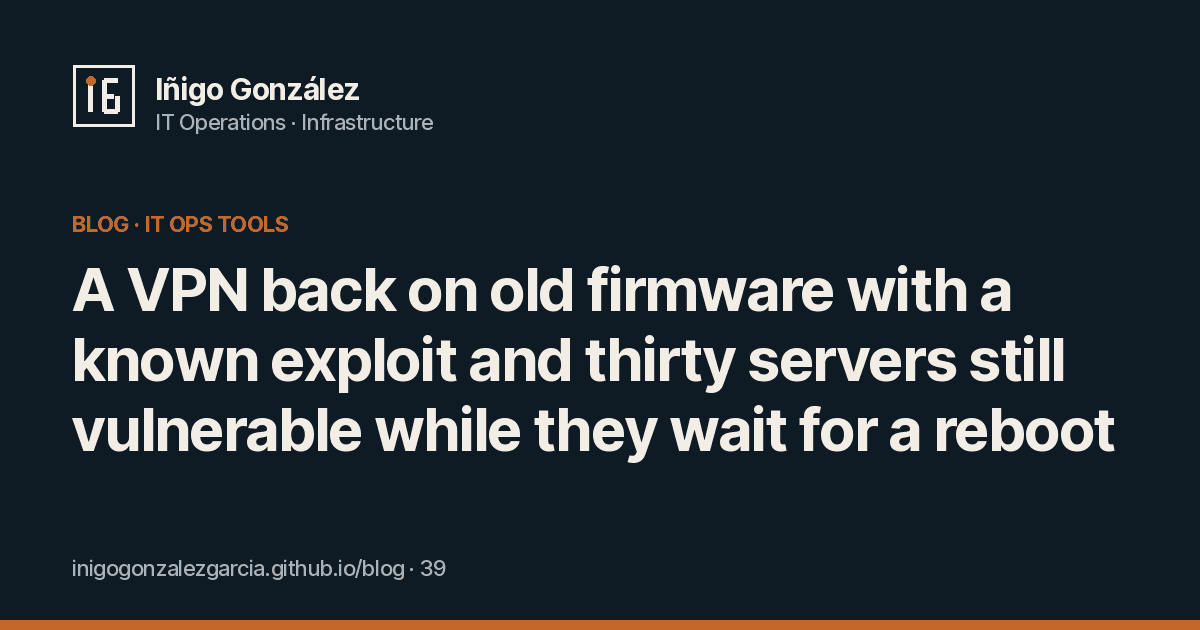 iG
Iñigo González
IT Operations · Infrastructure
BLOG · IT OPS TOOLS
A VPN back on old firmware with a
known exploit and thirty servers still
vulnerable while they wait for a reboot
inigogonzalezgarcia.github.io/blog · 39